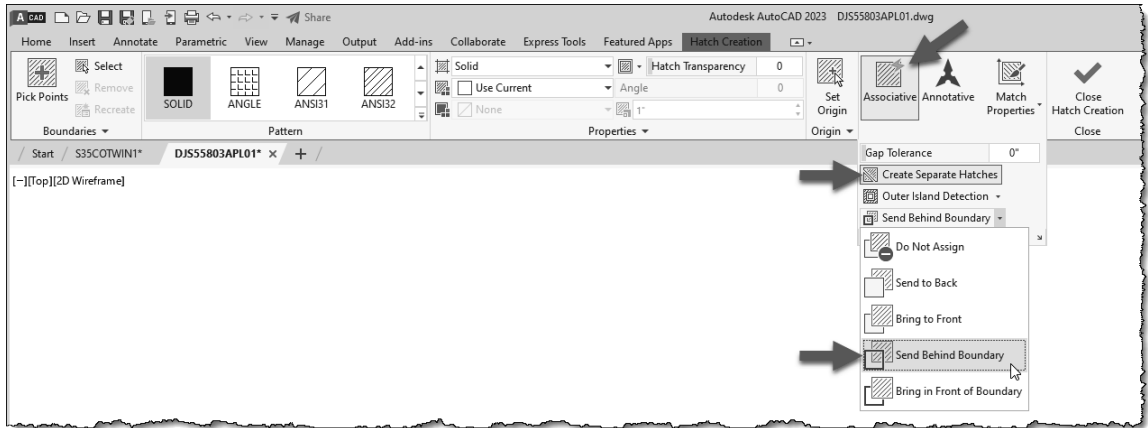 A CAD Share Autodesk AutoCAD 2023 DJS55803APL01.dwg
Home Insert Annotate Parametric View Manage Output Add-ins Collaborate Express Tools Featured Apps Hatch Creation
Pick Points
Select
Remove
Recreate
Boundaries
SOLID ANGLE ANSI31 ANSI32
Pattern
Solid Hatch Transparency 0
Use Current Angle 0
None 1"
Properties
Set Origin
Origin
Associative Annotative Match Properties
Close Hatch Creation
Close
Start S35COTWIN1* DJS55803APL01* × +
Gap Tolerance 0"
[−][Top][2D Wireframe]
Create Separate Hatches
Outer Island Detection
Send Behind Boundary
Do Not Assign
Send to Back
Bring to Front
Send Behind Boundary
Bring in Front of Boundary